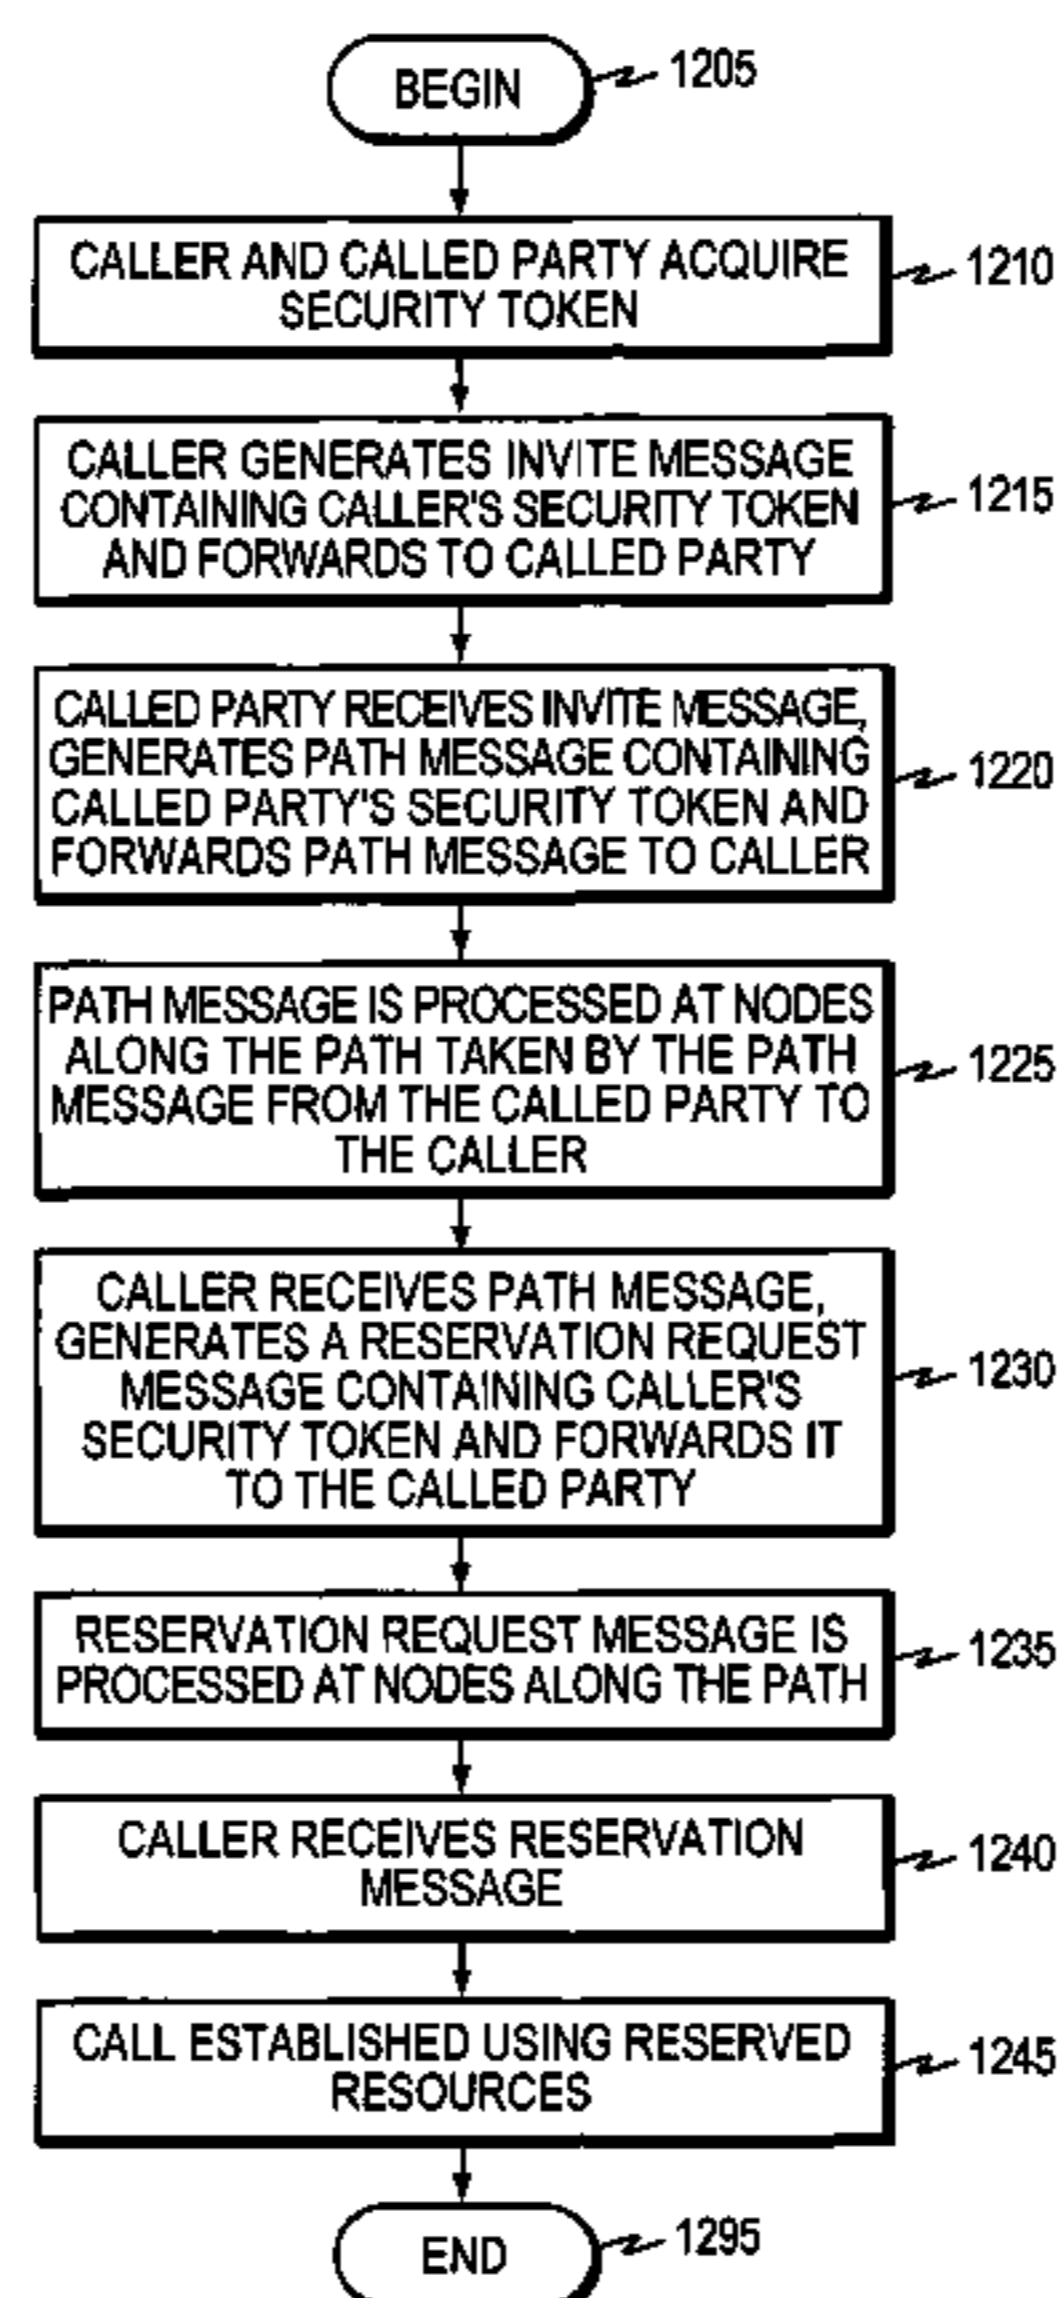 BEGIN
1205
CALLER AND CALLED PARTY ACQUIRE
SECURITY TOKEN
1210
CALLER GENERATES INVITE MESSAGE
CONTAINING CALLER'S SECURITY TOKEN
AND FORWARDS TO CALLED PARTY
1215
CALLED PARTY RECEIVES INVITE MESSAGE,
GENERATES PATH MESSAGE CONTAINING
CALLED PARTY'S SECURITY TOKEN AND
FORWARDS PATH MESSAGE TO CALLER
1220
PATH MESSAGE IS PROCESSED AT NODES
ALONG THE PATH TAKEN BY THE PATH
MESSAGE FROM THE CALLED PARTY TO
THE CALLER
1225
CALLER RECEIVES PATH MESSAGE,
GENERATES A RESERVATION REQUEST
MESSAGE CONTAINING CALLER'S
SECURITY TOKEN AND FORWARDS IT
TO THE CALLED PARTY
1230
RESERVATION REQUEST MESSAGE IS
PROCESSED AT NODES ALONG THE PATH
1235
CALLER RECEIVES RESERVATION
MESSAGE
1240
CALL ESTABLISHED USING RESERVED
RESOURCES
1245
END
1295